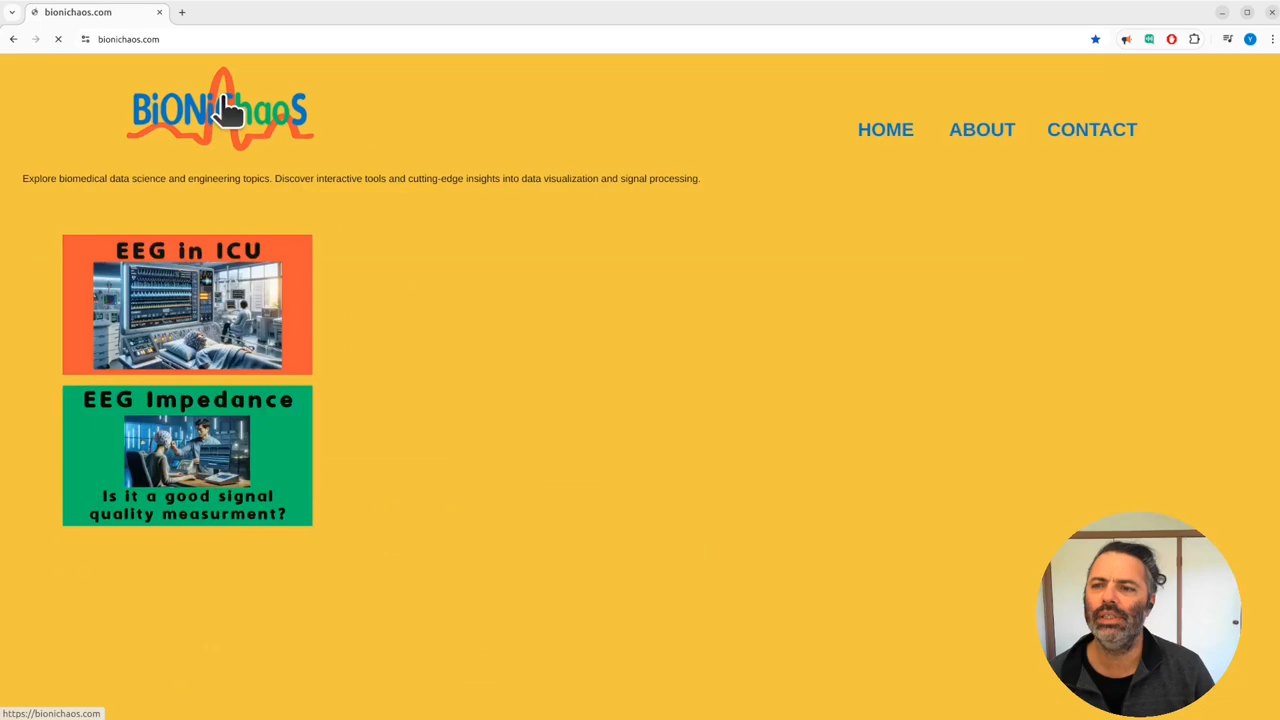 bionichaos.com
bionichaos.com
Y
BiONiChaoS
HOME ABOUT CONTACT
Explore biomedical data science and engineering topics. Discover interactive tools and cutting-edge insights into data visualization and signal processing.
EEG in ICU
EEG Impedance
Is it a good signal
quality measurment?
https://bionichaos.com